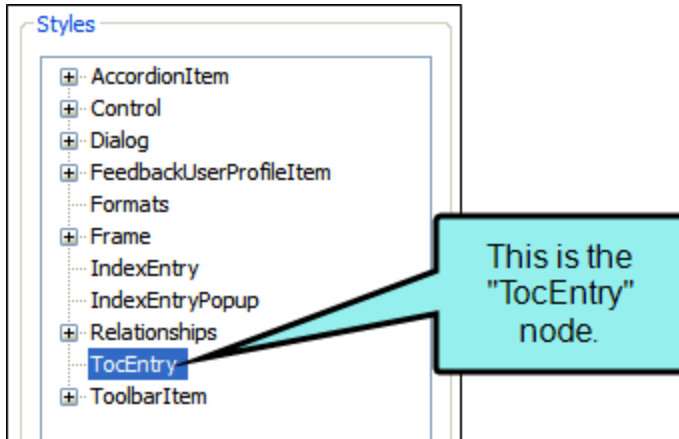 Styles
AccordionItem
Control
Dialog
FeedbackUserProfileItem
Formats
Frame
IndexEntry
IndexEntryPopup
Relationships
TocEntry
ToolbarItem
This is the
"TocEntry"
node.